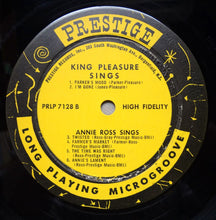 PRESTIGE
PRESTIGE RECORDS, INC., 203 South Washington Ave., Bergenfield, N.J.
KING PLEASURE
SINGS
1. PARKER'S MOOD (Parker-Pleasure)
2. I'M GONE (Jones-Pleasure)
PRLP 7128 B
HIGH FIDELITY
ANNIE ROSS SINGS
3. TWISTED (Ross-Gray-Prestige Music-BMI)
4. FARMER'S MARKET (Farmer-Ross-
Prestige Music-BMI)
5. THE TIME WAS RIGHT
(Ross-Prestige Music-BMI)
6. ANNIE'S LAMENT
(Ross-Prestige Music-BMI)
LONG PLAYING MICROGROOVE